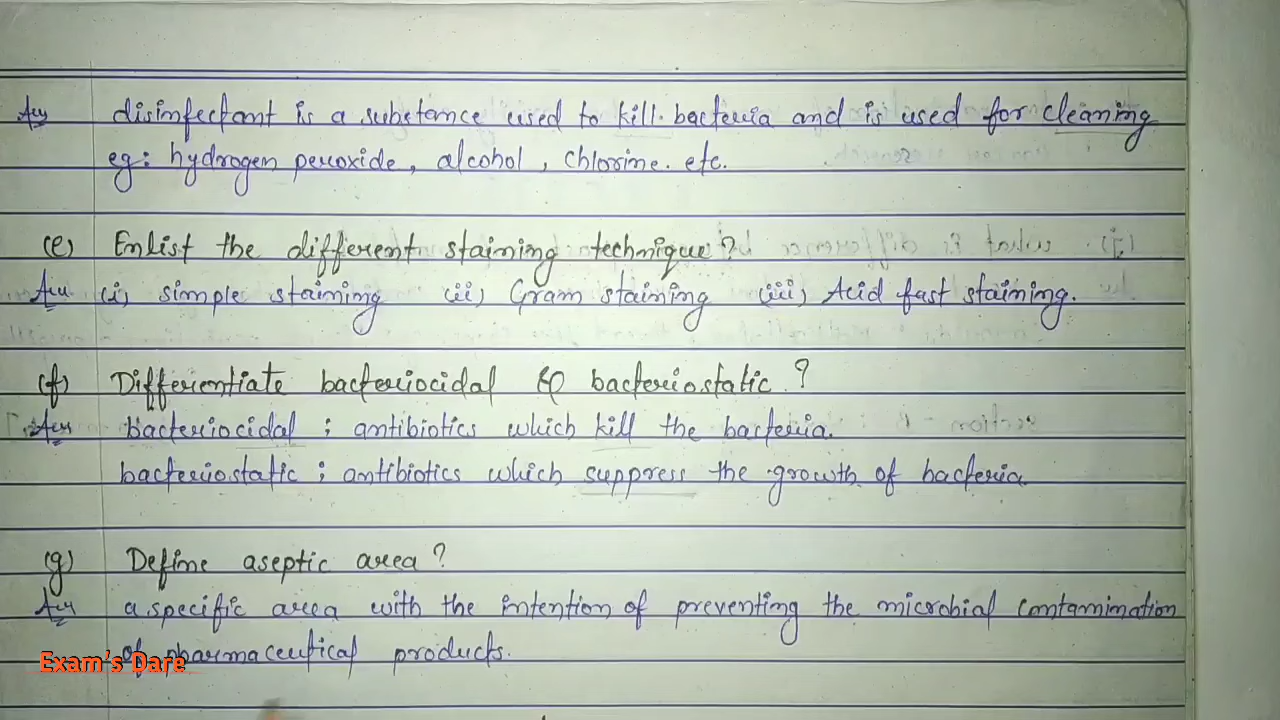 Ans disinfectant is a substance used to kill bacteria and is used for cleaning
eg: hydrogen peroxide, alcohol, chlorine. etc.
(e) Enlist the different staining technique?
Ans (i) simple staining (ii) Gram staining (iii) Acid fast staining.
(f) Differentiate bacteriocidal & bacteriostatic?
Ans bacteriocidal ; antibiotics which kill the bacteria.
bacteriostatic ; antibiotics which suppress the growth of bacteria
(g) Define aseptic area?
Ans a specific area with the intention of preventing the microbial contamination
of pharmaceutical products.
Exam's Dare